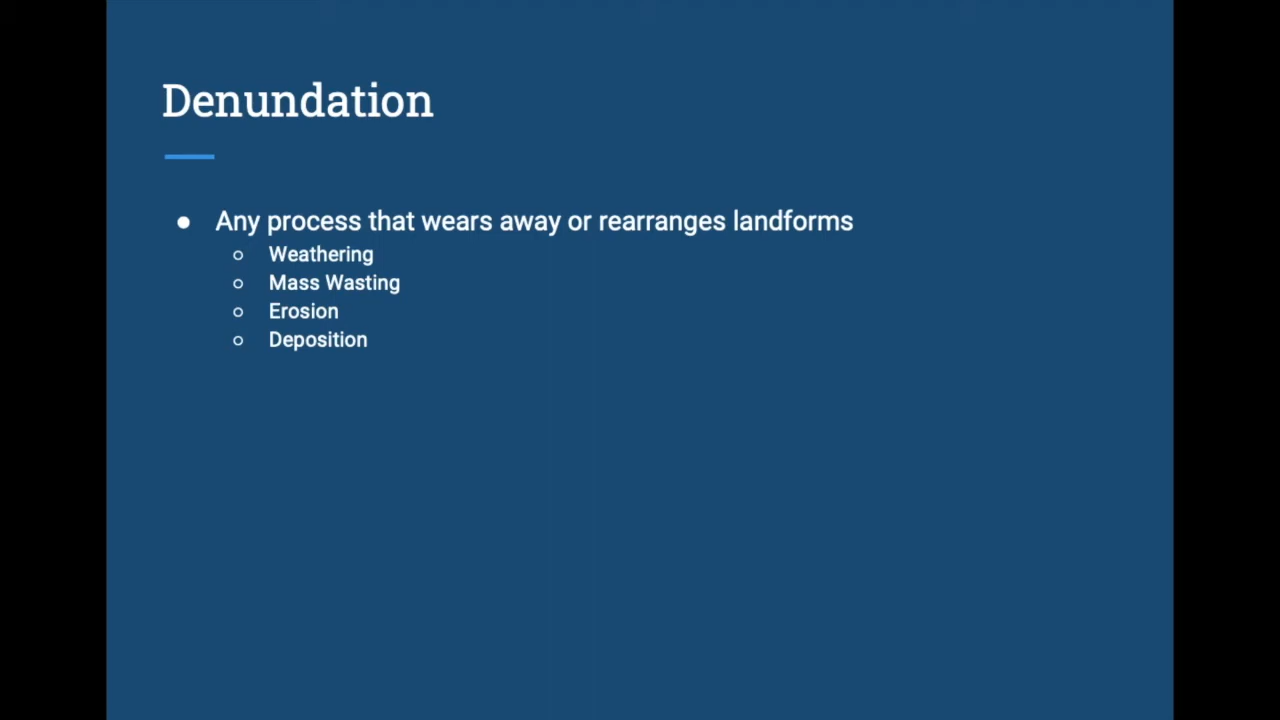 Denundation
● Any process that wears away or rearranges landforms
○ Weathering
○ Mass Wasting
○ Erosion
○ Deposition